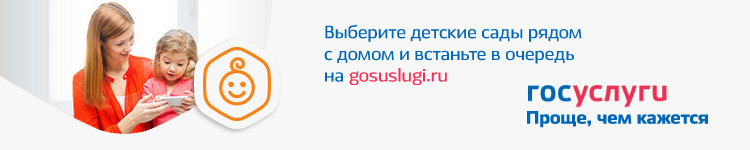 Выберите детские сады рядом
с домом и встаньте в очередь
на gosuslugi.ru
госуслуги
Проще, чем кажется